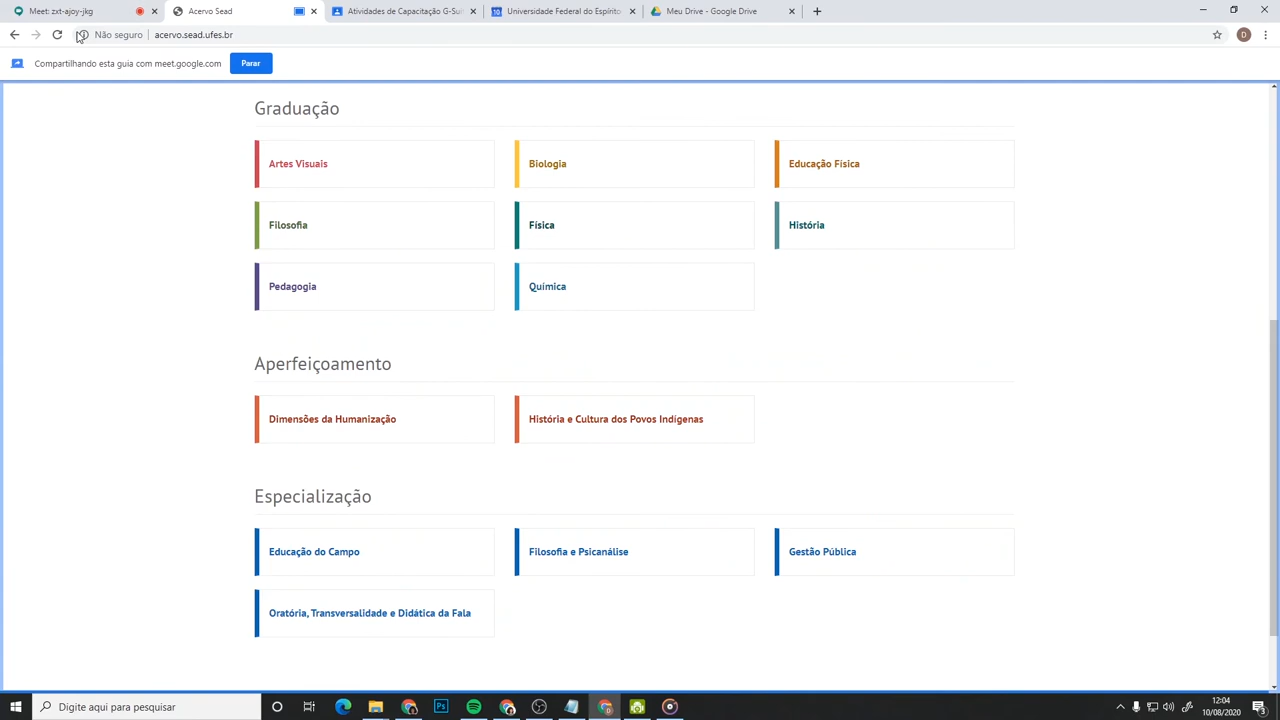 Meet: zxt-ajoy-jkg
Acervo Sead
Atividades de Capacitação G-Sui
Universidade Federal do Espírito
Meu Drive - Google Drive
Não seguro
acervo.sead.ufes.br
D
Compartilhando esta guia com meet.google.com
Parar
Graduação
Artes Visuais
Biologia
Educação Física
Filosofia
Física
História
Pedagogia
Química
Aperfeiçoamento
Dimensões da Humanização
História e Cultura dos Povos Indígenas
Especialização
Educação do Campo
Filosofia e Psicanálise
Gestão Pública
Oratória, Transversalidade e Didática da Fala
Digite aqui para pesquisar
Ps
12:04
10/08/2020